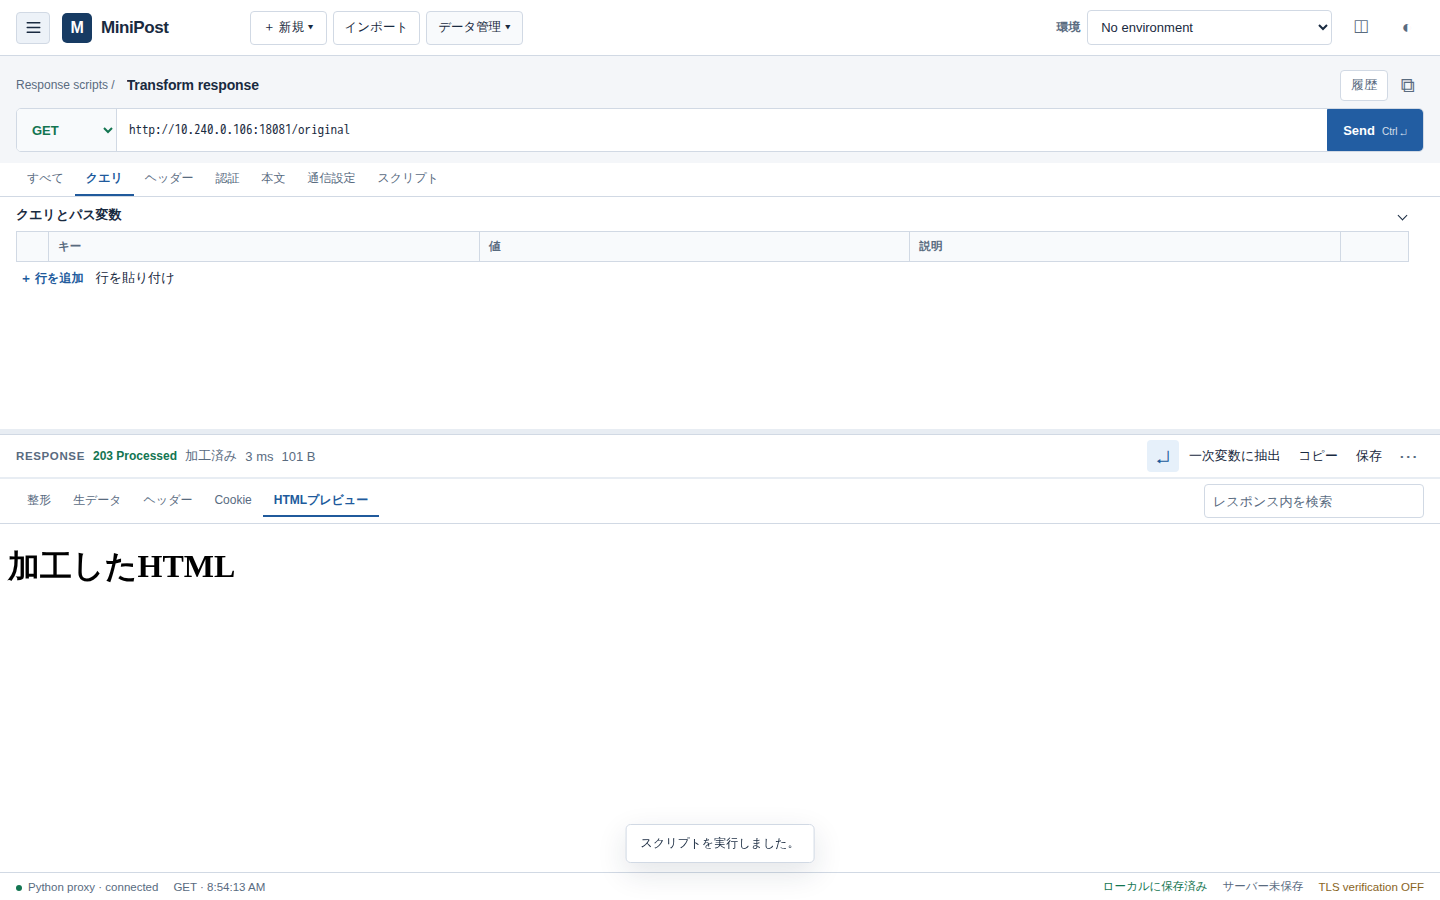 M MiniPost ＋ 新規 ▾ インポート データ管理 ▾ 環境 No environment
Response scripts / Transform response 履歴
GET http://10.240.0.106:18081/original Send Ctrl ↵
すべて クエリ ヘッダー 認証 本文 通信設定 スクリプト
クエリとパス変数
キー 値 説明
+ 行を追加 行を貼り付け
RESPONSE 203 Processed 加工済み 3 ms 101 B ↵ 一次変数に抽出 コピー 保存 ···
整形 生データ ヘッダー Cookie HTMLプレビュー レスポンス内を検索
加工したHTML
スクリプトを実行しました。
Python proxy · connected GET · 8:54:13 AM ローカルに保存済み サーバー未保存 TLS verification OFF